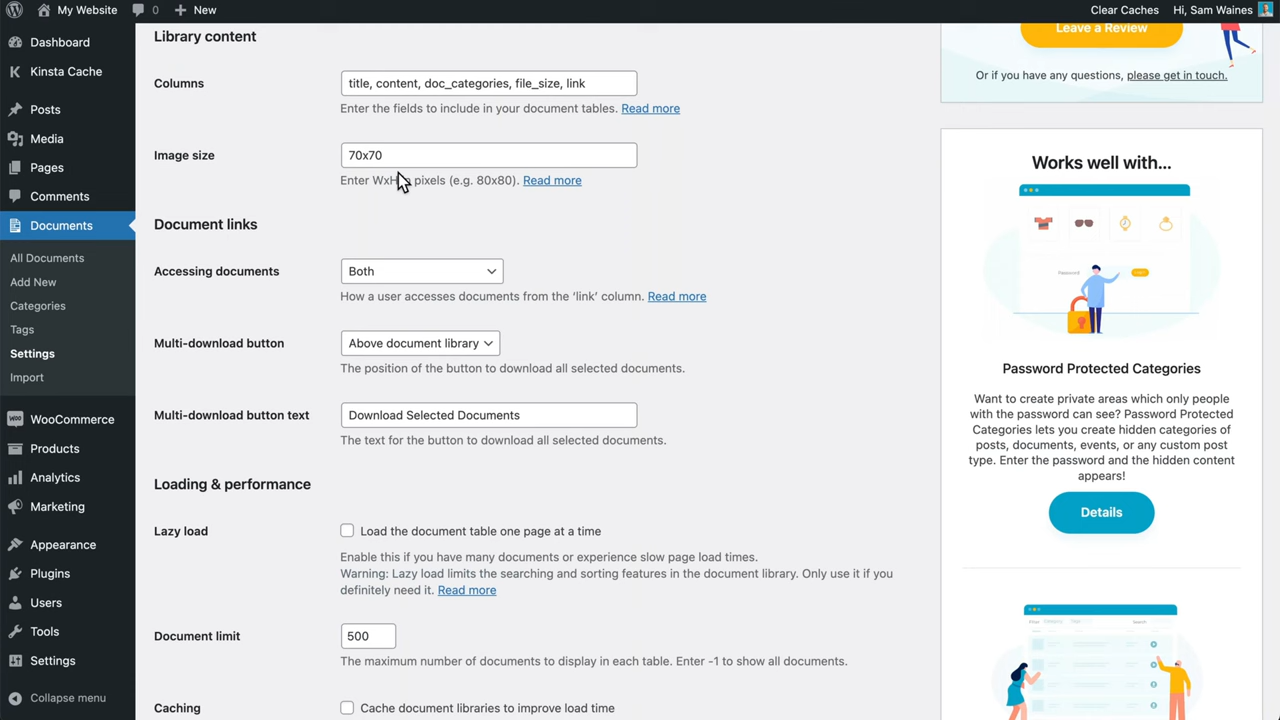 My Website
0
New
Clear Caches
Hi, Sam Waines
Dashboard
Kinsta Cache
Posts
Media
Pages
Comments
Documents
All Documents
Add New
Categories
Tags
Settings
Import
WooCommerce
Products
Analytics
Marketing
Appearance
Plugins
Users
Tools
Settings
Collapse menu
Library content
Columns
title, content, doc_categories, file_size, link
Enter the fields to include in your document tables. Read more
Image size
70x70
Enter WxH pixels (e.g. 80x80). Read more
Document links
Accessing documents
Both
How a user accesses documents from the ‘link’ column. Read more
Multi-download button
Above document library
The position of the button to download all selected documents.
Multi-download button text
Download Selected Documents
The text for the button to download all selected documents.
Loading & performance
Lazy load
Load the document table one page at a time
Enable this if you have many documents or experience slow page load times.
Warning: Lazy load limits the searching and sorting features in the document library. Only use it if you
definitely need it. Read more
Document limit
500
The maximum number of documents to display in each table. Enter -1 to show all documents.
Caching
Cache document libraries to improve load time
Leave a Review
Or if you have any questions, please get in touch.
Works well with...
Password
Password Protected Categories
Want to create private areas which only people
with the password can see? Password Protected
Categories lets you create hidden categories of
posts, documents, events, or any custom post
type. Enter the password and the hidden content
appears!
Details